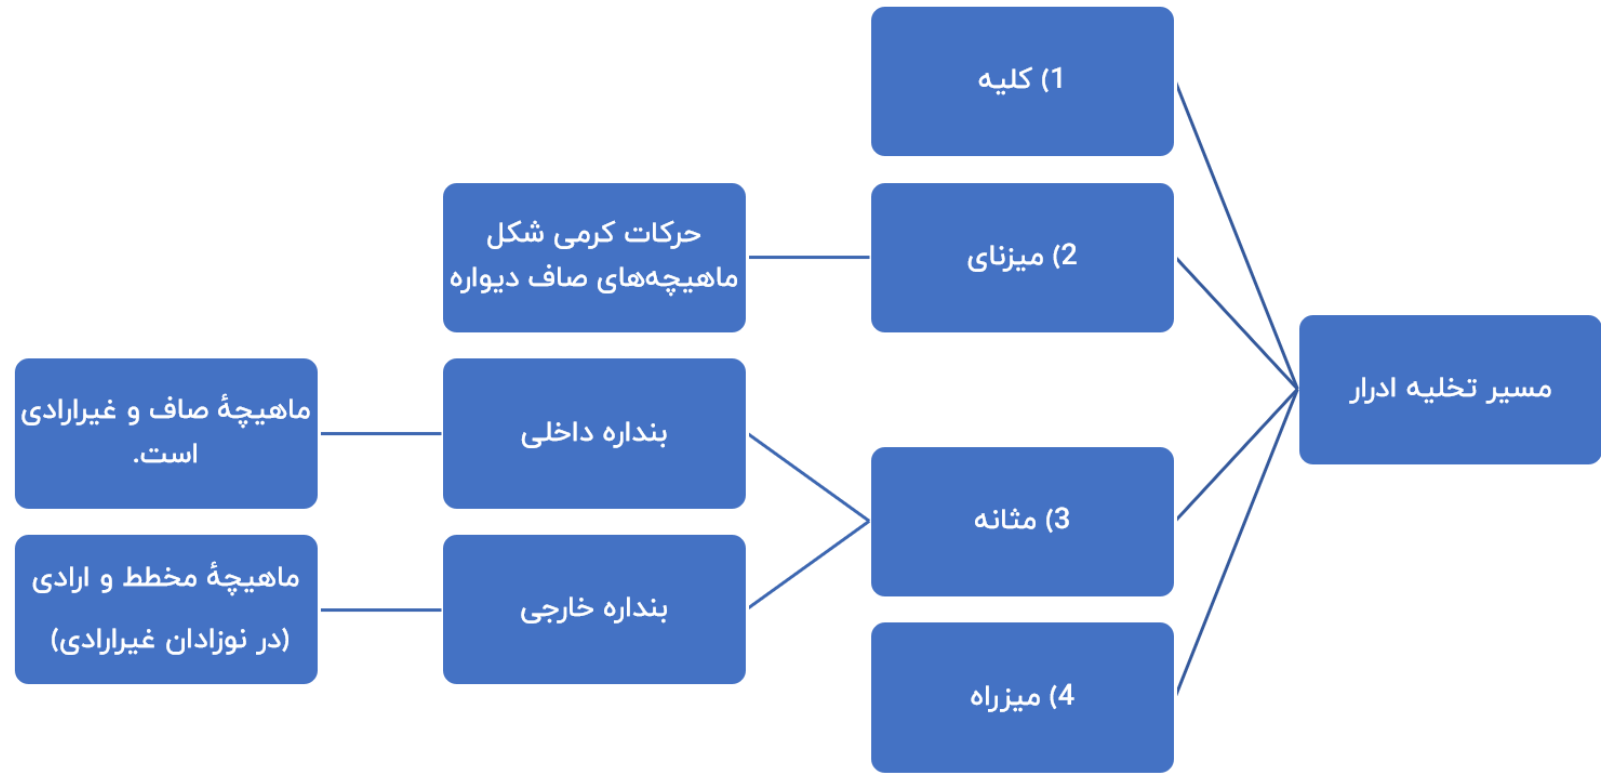 مسیر تخلیه ادرار
1) کلیه
2) میزنای
حرکات کرمی شکل
ماهیچه‌های صاف دیواره
3) مثانه
بنداره داخلی
ماهیچهٔ صاف و غیرارادی
است.
بنداره خارجی
ماهیچهٔ مخطط و ارادی
(در نوزادان غیرارادی)
4) میزراه